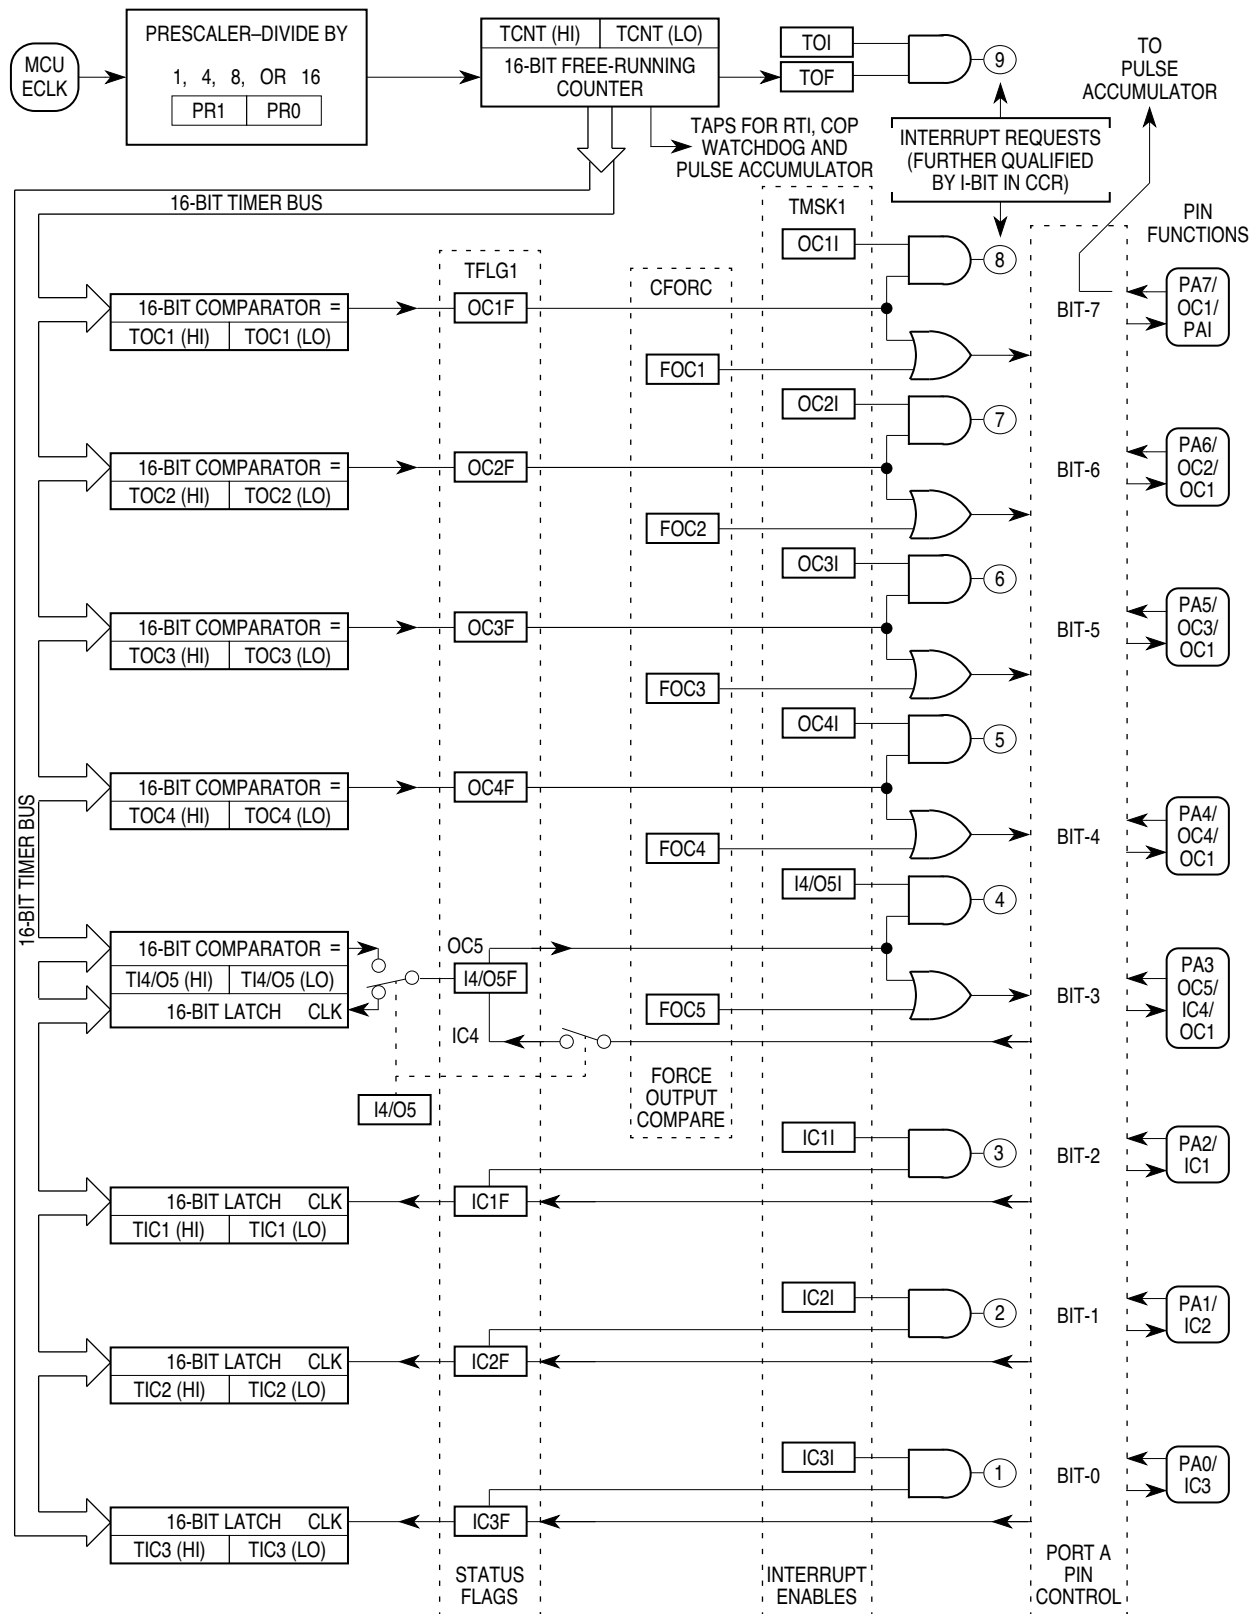 MCU
ECLK
PRESCALER–DIVIDE BY
1, 4, 8, OR 16
PR1 PR0
TCNT (HI) TCNT (LO)
16-BIT FREE-RUNNING
COUNTER
TOI
TOF
9
TO
PULSE
ACCUMULATOR
TAPS FOR RTI, COP
WATCHDOG AND
PULSE ACCUMULATOR
INTERRUPT REQUESTS
(FURTHER QUALIFIED
BY I-BIT IN CCR)
16-BIT TIMER BUS
TMSK1
PIN
FUNCTIONS
TFLG1
CFORC
OC1I
8
16-BIT COMPARATOR =
TOC1 (HI) TOC1 (LO)
OC1F
FOC1
BIT-7
PA7/
OC1/
PAI
OC2I
7
16-BIT COMPARATOR =
TOC2 (HI) TOC2 (LO)
OC2F
FOC2
BIT-6
PA6/
OC2/
OC1
OC3I
6
16-BIT COMPARATOR =
TOC3 (HI) TOC3 (LO)
OC3F
FOC3
BIT-5
PA5/
OC3/
OC1
OC4I
5
16-BIT COMPARATOR =
TOC4 (HI) TOC4 (LO)
OC4F
FOC4
BIT-4
PA4/
OC4/
OC1
16-BIT TIMER BUS
I4/O5I
4
16-BIT COMPARATOR =
TI4/O5 (HI) TI4/O5 (LO)
16-BIT LATCH CLK
OC5
I4/O5F
IC4
FOC5
BIT-3
PA3
OC5/
IC4/
OC1
I4/O5
FORCE
OUTPUT
COMPARE
IC1I
3
BIT-2
PA2/
IC1
16-BIT LATCH CLK
TIC1 (HI) TIC1 (LO)
IC1F
IC2I
2
BIT-1
PA1/
IC2
16-BIT LATCH CLK
TIC2 (HI) TIC2 (LO)
IC2F
IC3I
1
BIT-0
PA0/
IC3
16-BIT LATCH CLK
TIC3 (HI) TIC3 (LO)
IC3F
STATUS
FLAGS
INTERRUPT
ENABLES
PORT A
PIN
CONTROL